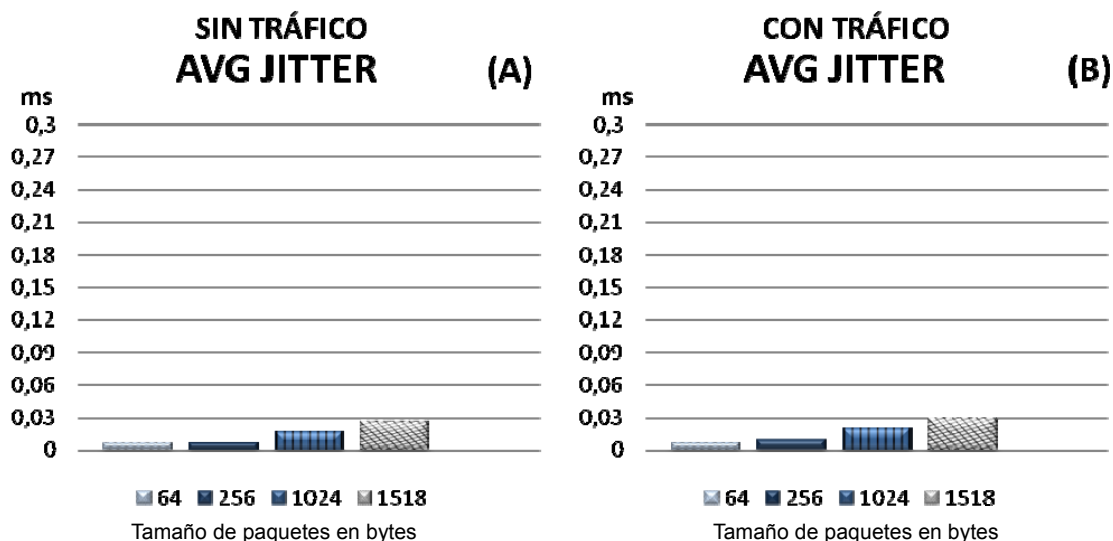 SIN TRÁFICO
AVG JITTER (A)
ms
0,3
0,27
0,24
0,21
0,18
0,15
0,12
0,09
0,06
0,03
0
64 256 1024 1518
Tamaño de paquetes en bytes
CON TRÁFICO
AVG JITTER (B)
ms
0,3
0,27
0,24
0,21
0,18
0,15
0,12
0,09
0,06
0,03
0
64 256 1024 1518
Tamaño de paquetes en bytes